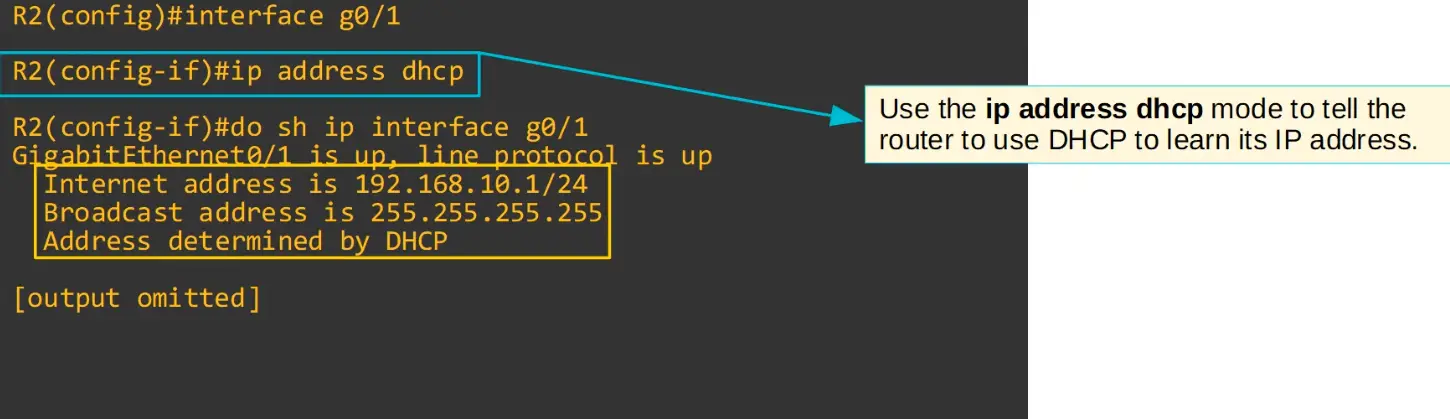 R2(config)#interface g0/1
R2(config-if)#ip address dhcp
Use the ip address dhcp mode to tell the
router to use DHCP to learn its IP address.
R2(config-if)#do sh ip interface g0/1
GigabitEthernet0/1 is up, line protocol is up
Internet address is 192.168.10.1/24
Broadcast address is 255.255.255.255
Address determined by DHCP
[output omitted]